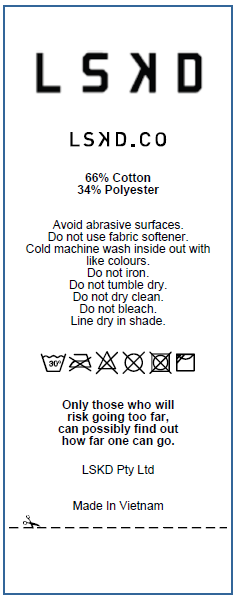 LSKD
LSKD.CO
66% Cotton
34% Polyester
Avoid abrasive surfaces.
Do not use fabric softener.
Cold machine wash inside out with
like colours.
Do not iron.
Do not tumble dry.
Do not dry clean.
Do not bleach.
Line dry in shade.
30°
Only those who will
risk going too far,
can possibly find out
how far one can go.
LSKD Pty Ltd
Made In Vietnam